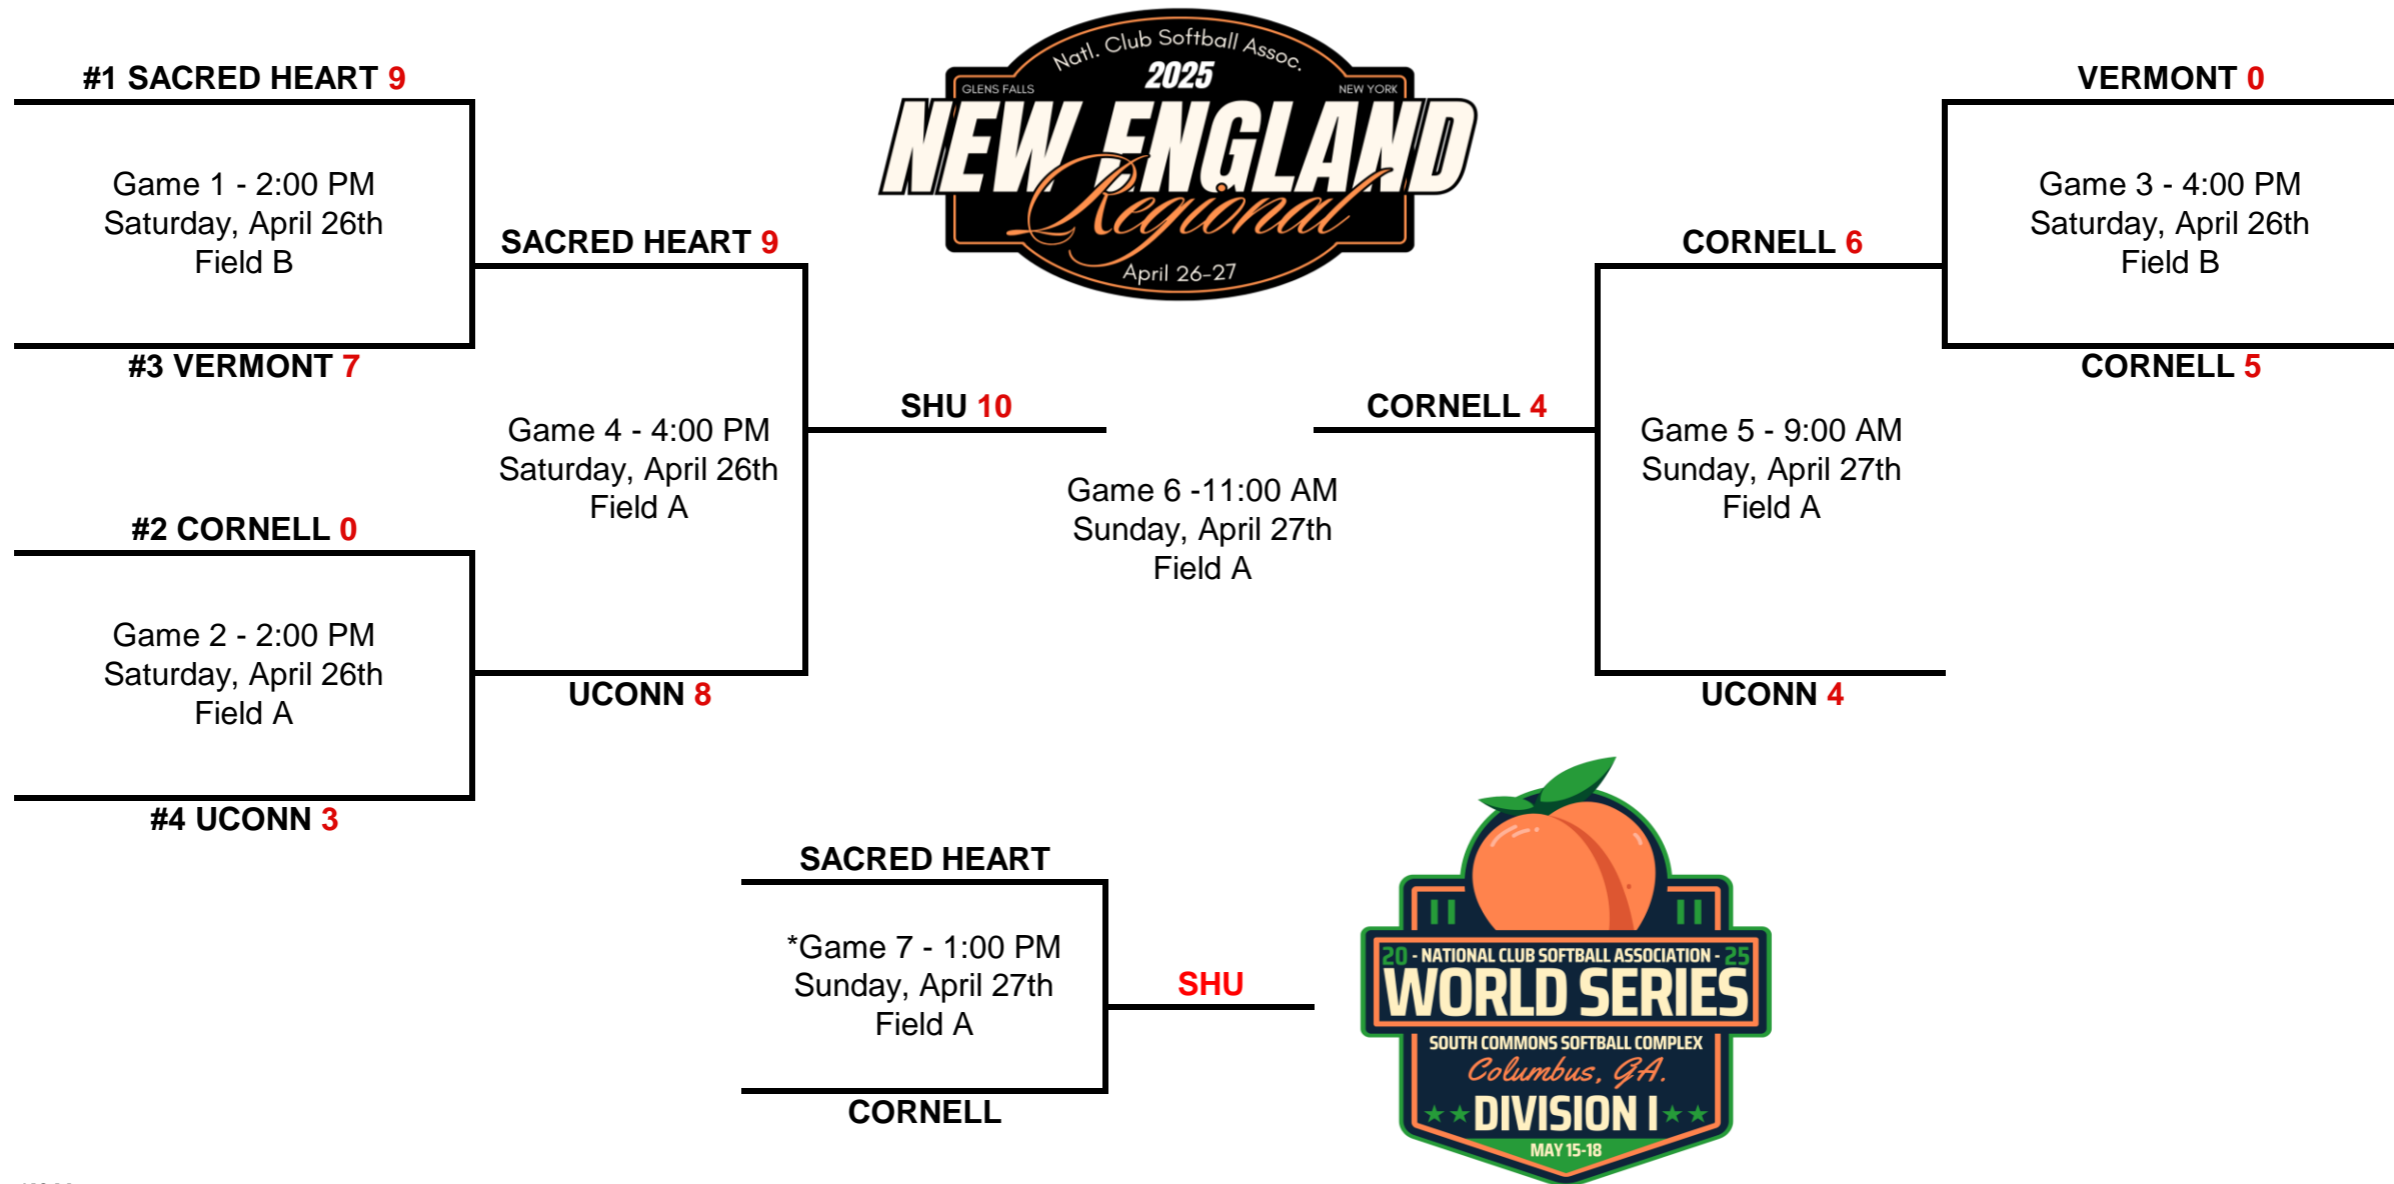 #1 SACRED HEART 9
Game 1 - 2:00 PM
Saturday, April 26th
Field B
#3 VERMONT 7
SACRED HEART 9
Game 4 - 4:00 PM
Saturday, April 26th
Field A
UCONN 8
#2 CORNELL 0
Game 2 - 2:00 PM
Saturday, April 26th
Field A
#4 UCONN 3
Natl. Club Softball Assoc.
2025
GLENS FALLS
NEW YORK
NEW ENGLAND
Regional
April 26-27
SHU 10
CORNELL 4
Game 6 -11:00 AM
Sunday, April 27th
Field A
CORNELL 6
Game 5 - 9:00 AM
Sunday, April 27th
Field A
UCONN 4
VERMONT 0
Game 3 - 4:00 PM
Saturday, April 26th
Field B
CORNELL 5
SACRED HEART
*Game 7 - 1:00 PM
Sunday, April 27th
Field A
CORNELL
SHU
20 - NATIONAL CLUB SOFTBALL ASSOCIATION - 25
WORLD SERIES
SOUTH COMMONS SOFTBALL COMPLEX
Columbus, GA.
DIVISION I
MAY 15-18